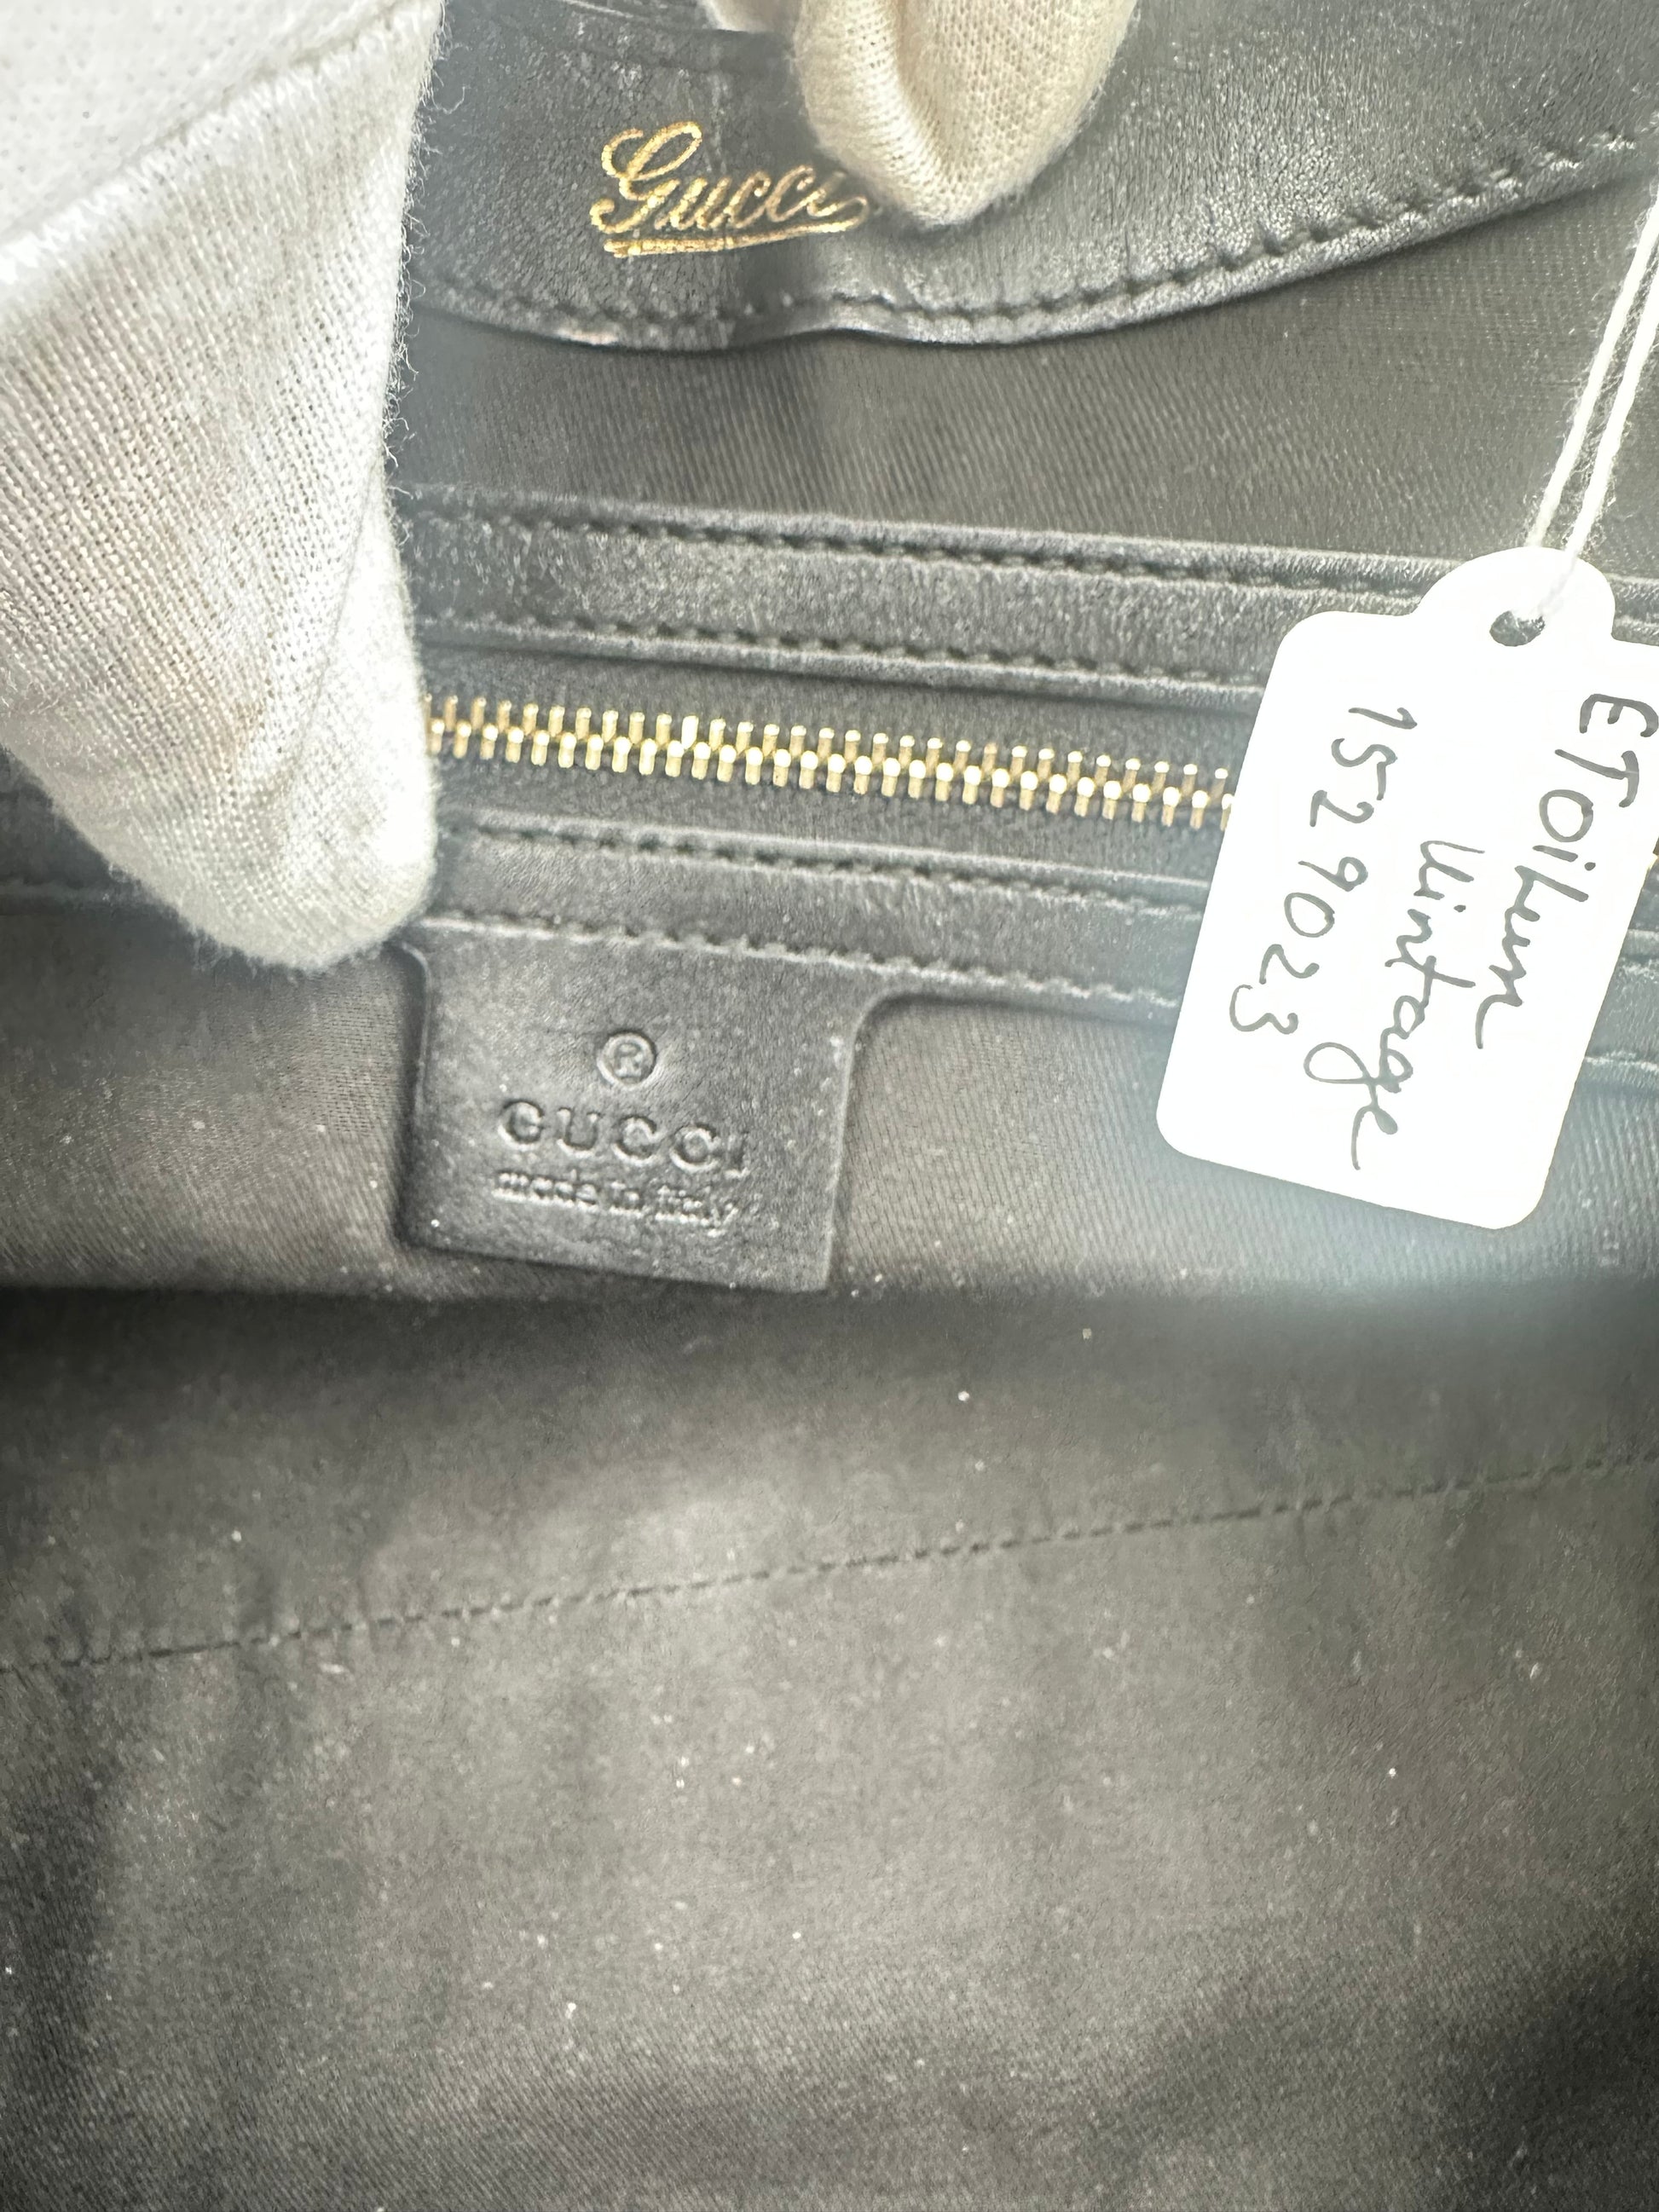 Gucci
®
GUCCI
made in italy
ETOiLum
Vintage
1529023